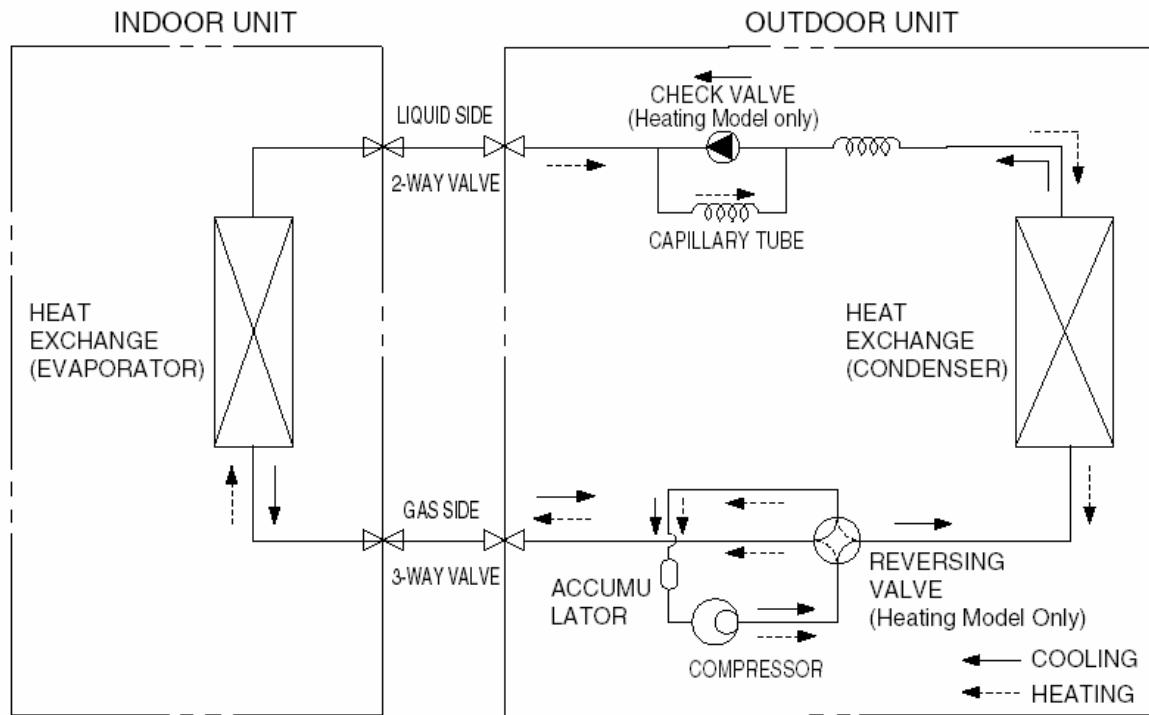 INDOOR UNIT
OUTDOOR UNIT
LIQUID SIDE
2-WAY VALVE
CHECK VALVE
(Heating Model only)
CAPILLARY TUBE
HEAT
EXCHANGE
(EVAPORATOR)
HEAT
EXCHANGE
(CONDENSER)
GAS SIDE
3-WAY VALVE
ACCUMU
LATOR
COMPRESSOR
REVERSING
VALVE
(Heating Model Only)
COOLING
HEATING